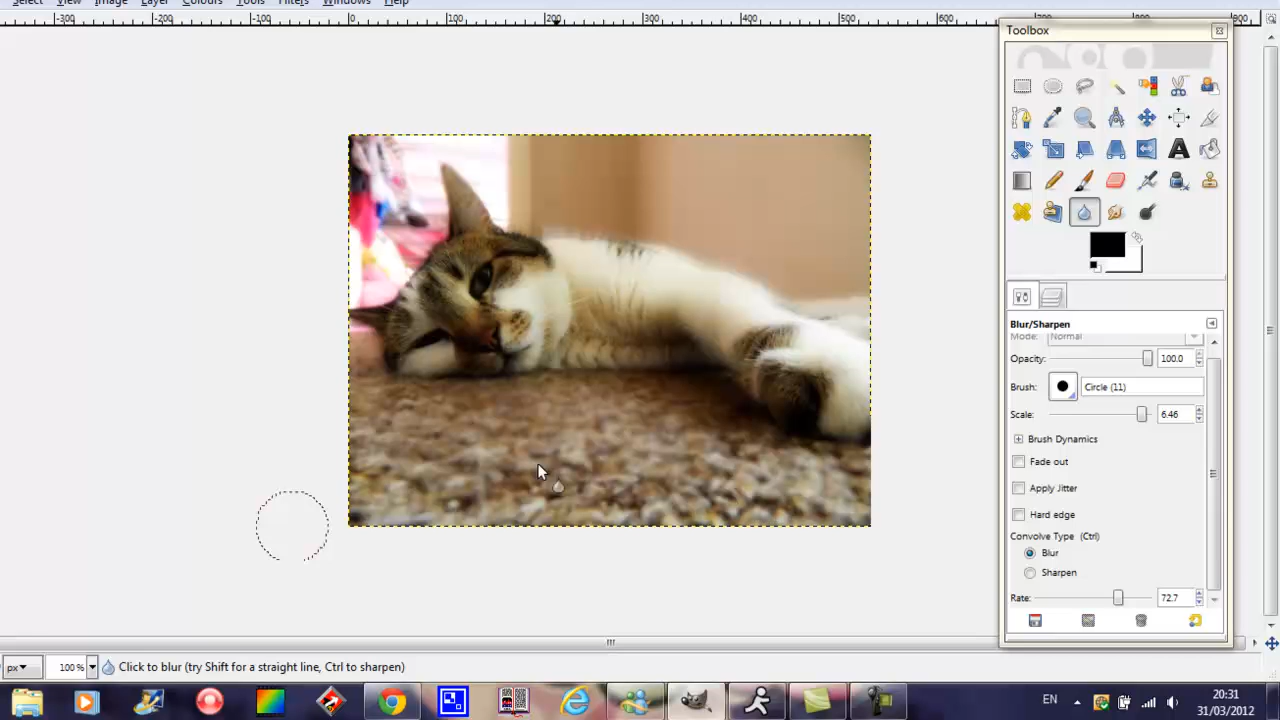 Select View Image Layer Colours Tools Filters Windows Help
-300 -200 -100 0 100 200 300 400 500 600 700 800 900
Toolbox
Blur/Sharpen
Mode: Normal
Opacity: 100.0
Brush: Circle (11)
Scale: 6.46
Brush Dynamics
Fade out
Apply Jitter
Hard edge
Convolve Type (Ctrl)
Blur
Sharpen
Rate: 72.7
px 100 % Click to blur (try Shift for a straight line, Ctrl to sharpen)
EN 20:31
31/03/2012